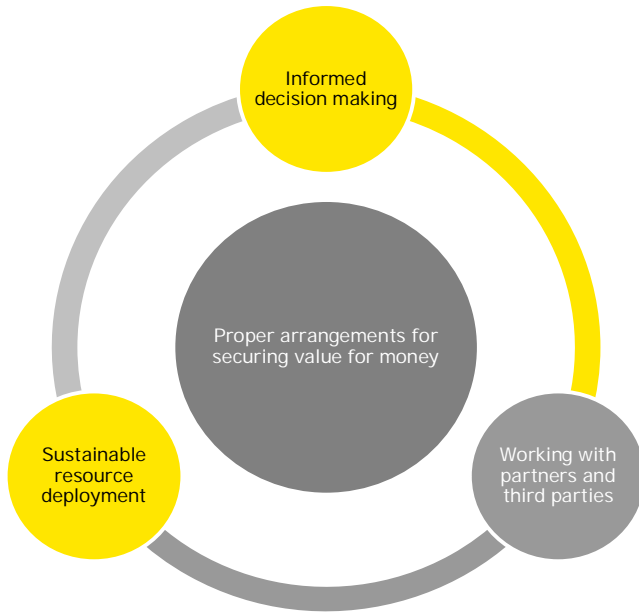 Informed
decision making
Proper arrangements for
securing value for money
Sustainable
resource
deployment
Working with
partners and
third parties